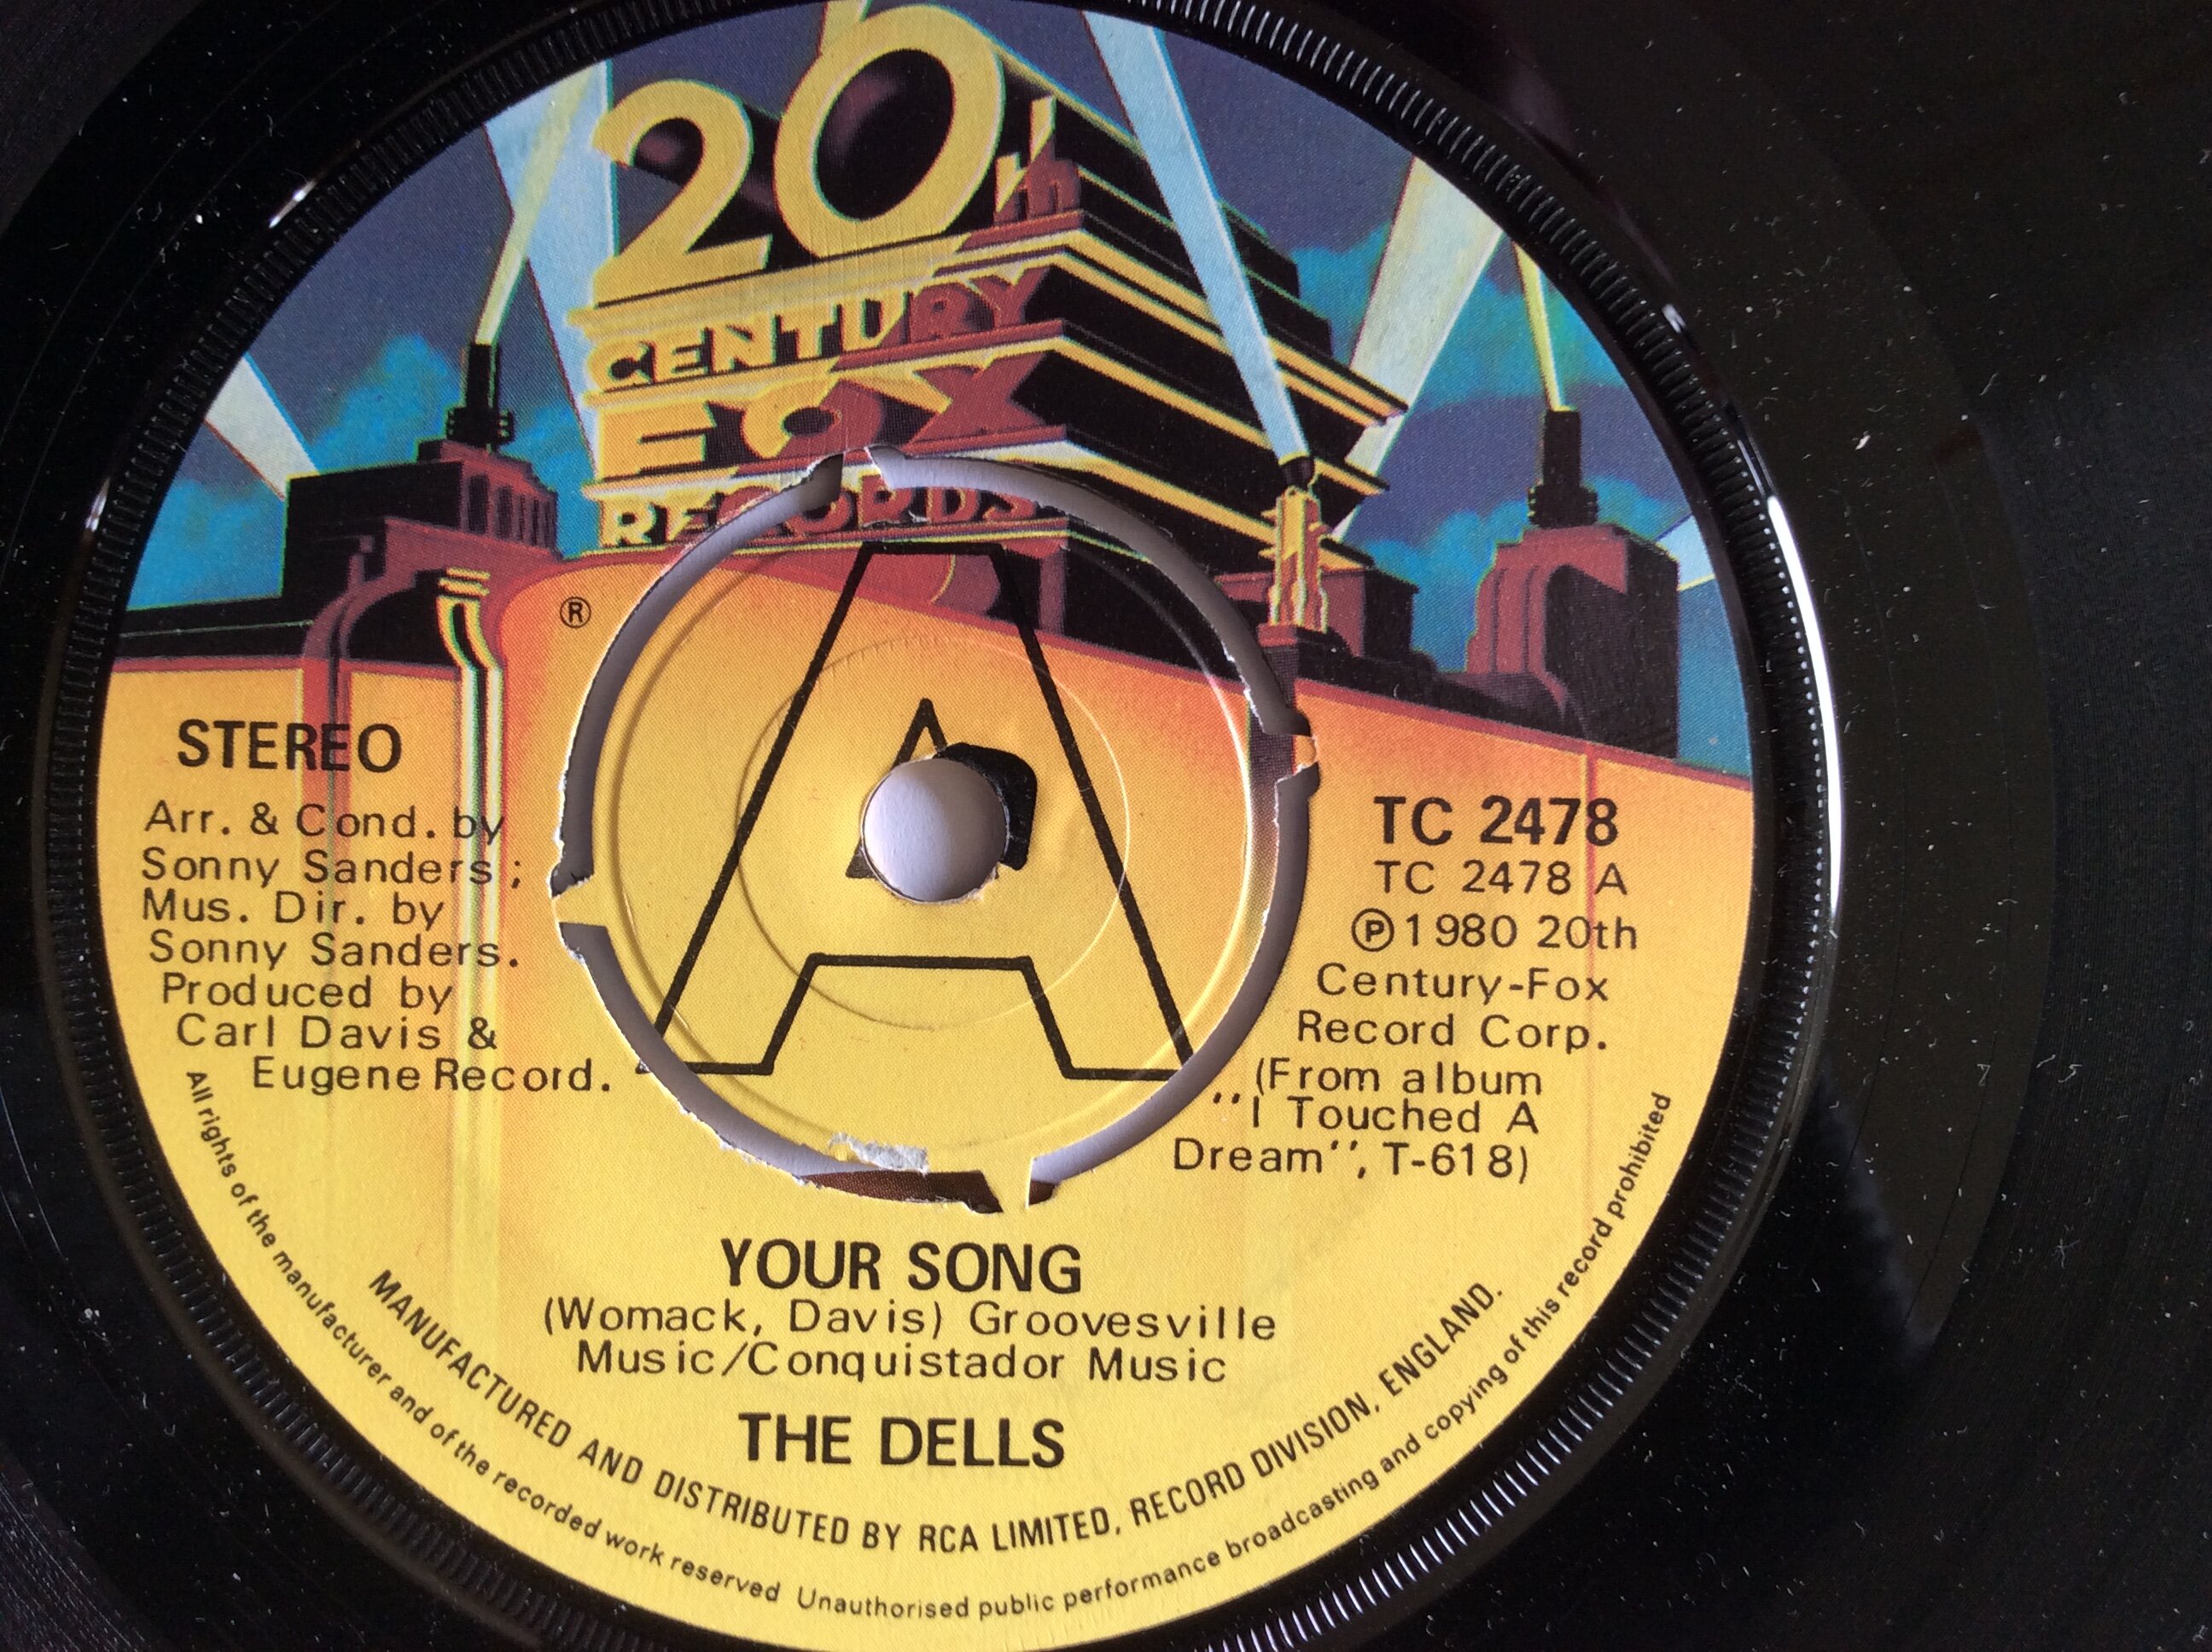 20th
CENTURY
FOX
RECORDS
®
A
A
STEREO
Arr. & Cond. by
Sonny Sanders;
Mus. Dir. by
Sonny Sanders.
Produced by
Carl Davis &
Eugene Record.
TC 2478
TC 2478 A
℗1980 20th
Century-Fox
Record Corp.
(From album
"I Touched A
Dream", T-618)
YOUR SONG
(Womack, Davis) Groovesville
Music/Conquistador Music
THE DELLS
MANUFACTURED AND DISTRIBUTED BY RCA LIMITED, RECORD DIVISION, ENGLAND.
All rights of the manufacturer and of the recorded work reserved Unauthorised public performance broadcasting and copying of this record prohibited